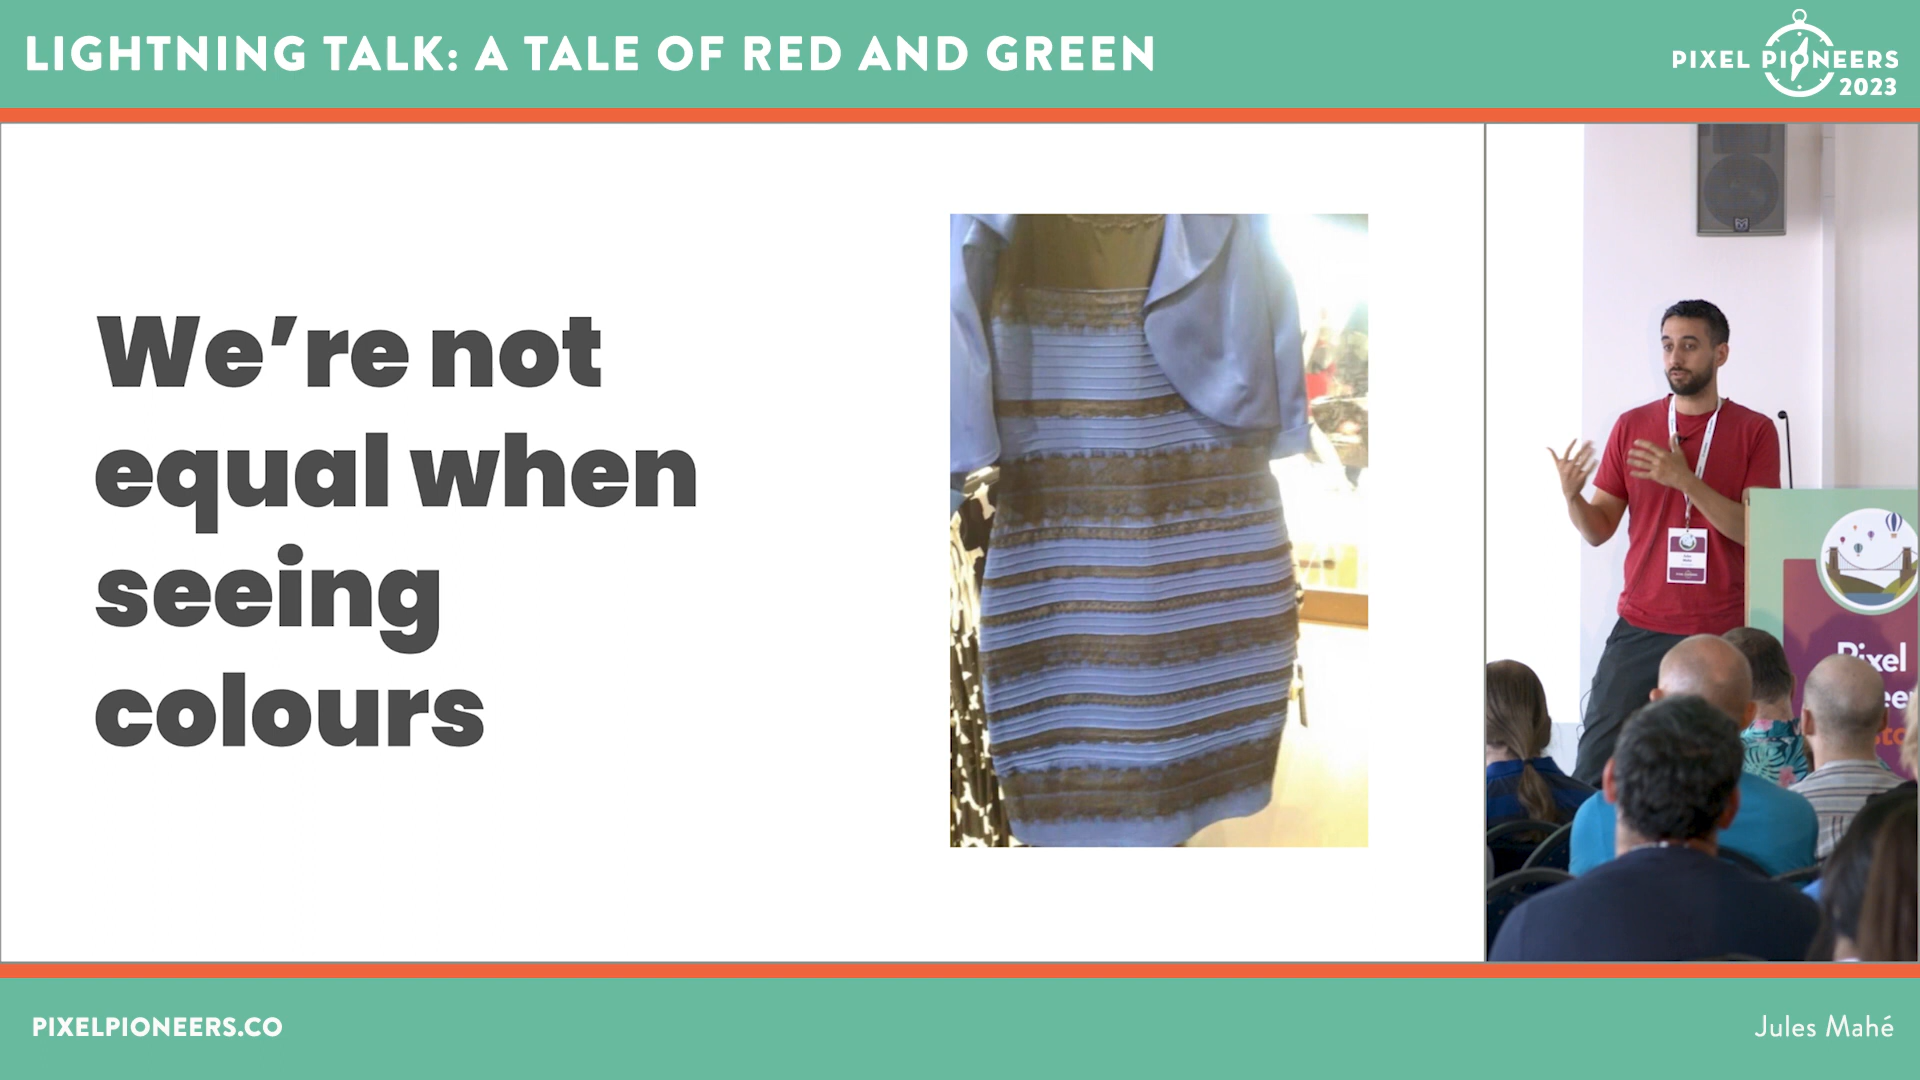 LIGHTNING TALK: A TALE OF RED AND GREEN
PIXEL PIONEERS
2023
We’re not
equal when
seeing
colours
Pixel
PIXELPIONEERS.CO
Jules Mahé